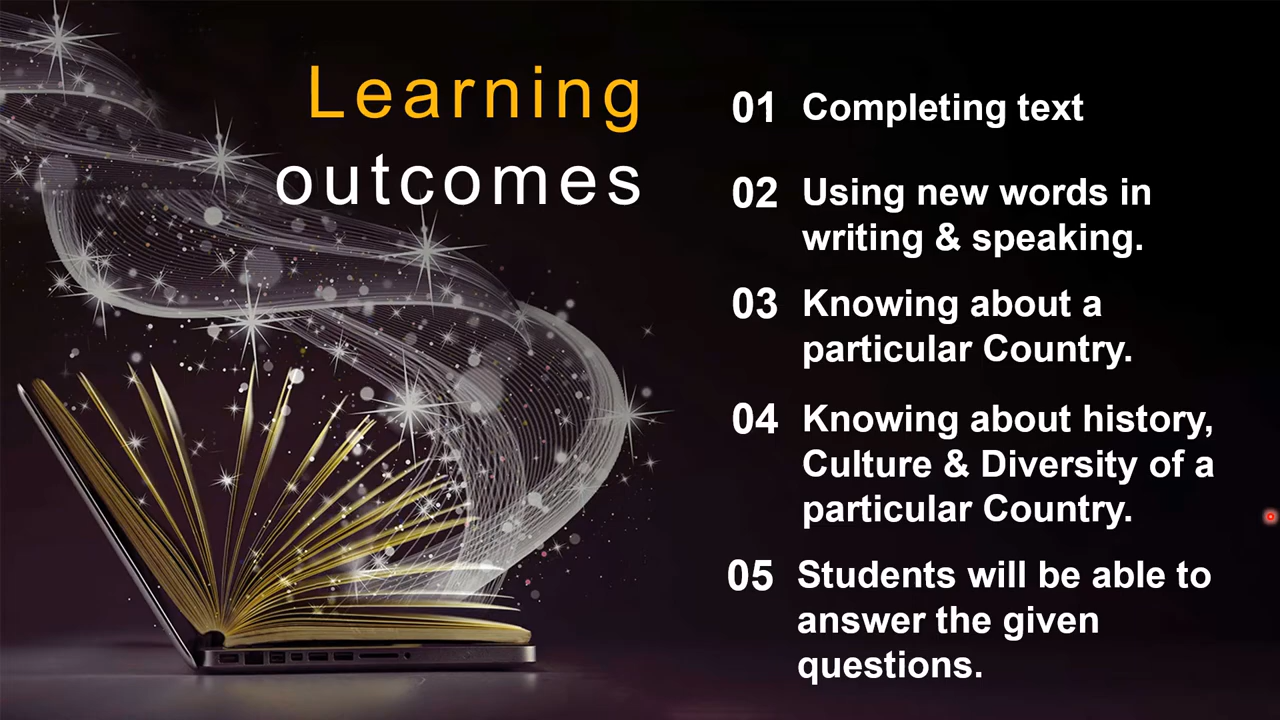 Learning
outcomes
01 Completing text
02 Using new words in
writing & speaking.
03 Knowing about a
particular Country.
04 Knowing about history,
Culture & Diversity of a
particular Country.
05 Students will be able to
answer the given
questions.